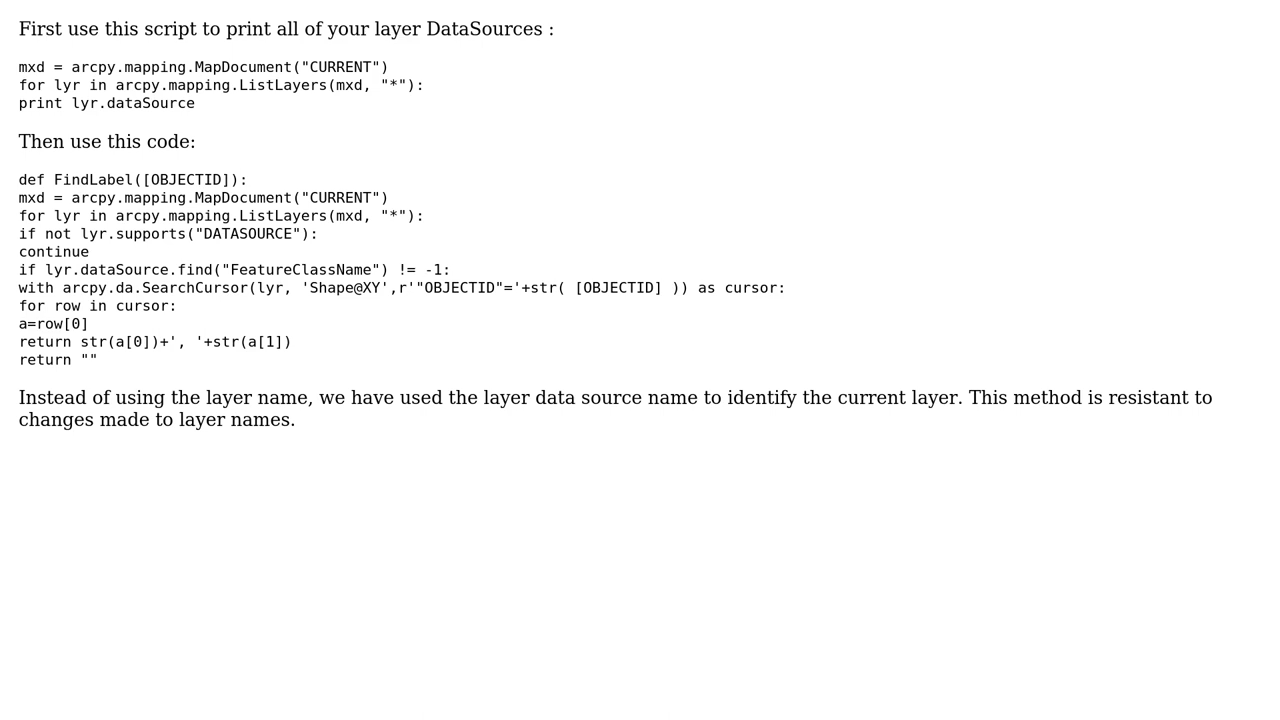 First use this script to print all of your layer DataSources :
mxd = arcpy.mapping.MapDocument("CURRENT")
for lyr in arcpy.mapping.ListLayers(mxd, "*"):
print lyr.dataSource
Then use this code:
def FindLabel([OBJECTID]):
mxd = arcpy.mapping.MapDocument("CURRENT")
for lyr in arcpy.mapping.ListLayers(mxd, "*"):
if not lyr.supports("DATASOURCE"):
continue
if lyr.dataSource.find("FeatureClassName") != -1:
with arcpy.da.SearchCursor(lyr, 'Shape@XY',r'"OBJECTID"='+str( [OBJECTID] )) as cursor:
for row in cursor:
a=row[0]
return str(a[0])+', '+str(a[1])
return ""
Instead of using the layer name, we have used the layer data source name to identify the current layer. This method is resistant to
changes made to layer names.